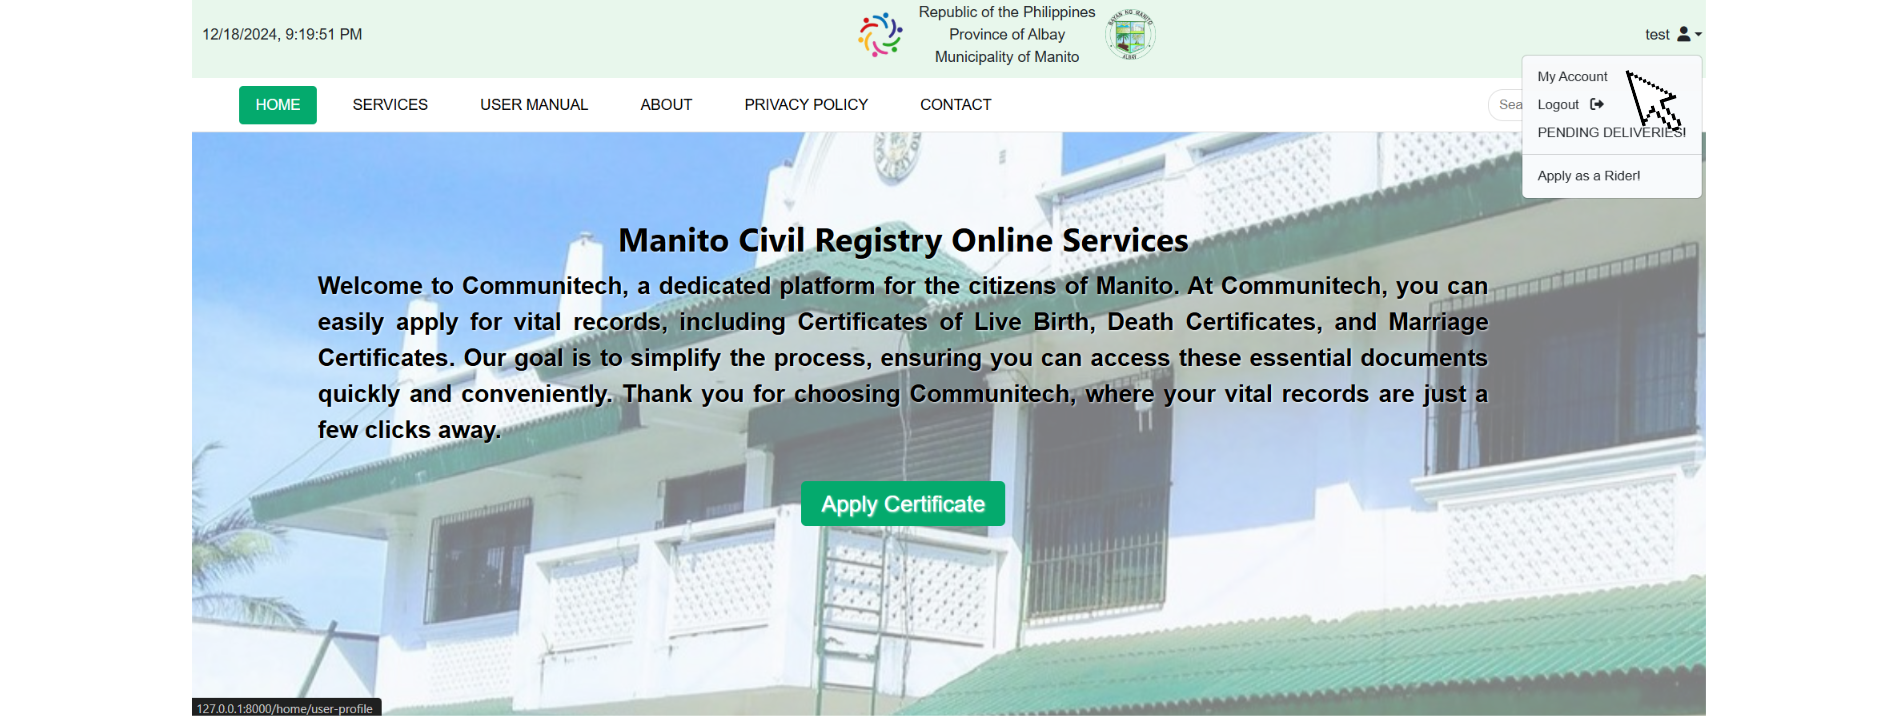 12/18/2024, 9:19:51 PM
Republic of the Philippines
Province of Albay
Municipality of Manito
BAYAN NG MANITO
ALBAY
test
My Account
Logout
PENDING DELIVERIES!
Apply as a Rider!
HOME SERVICES USER MANUAL ABOUT PRIVACY POLICY CONTACT
Sea
Manito Civil Registry Online Services
Welcome to Communitech, a dedicated platform for the citizens of Manito. At Communitech, you can
easily apply for vital records, including Certificates of Live Birth, Death Certificates, and Marriage
Certificates. Our goal is to simplify the process, ensuring you can access these essential documents
quickly and conveniently. Thank you for choosing Communitech, where your vital records are just a
few clicks away.
Apply Certificate
127.0.0.1:8000/home/user-profile